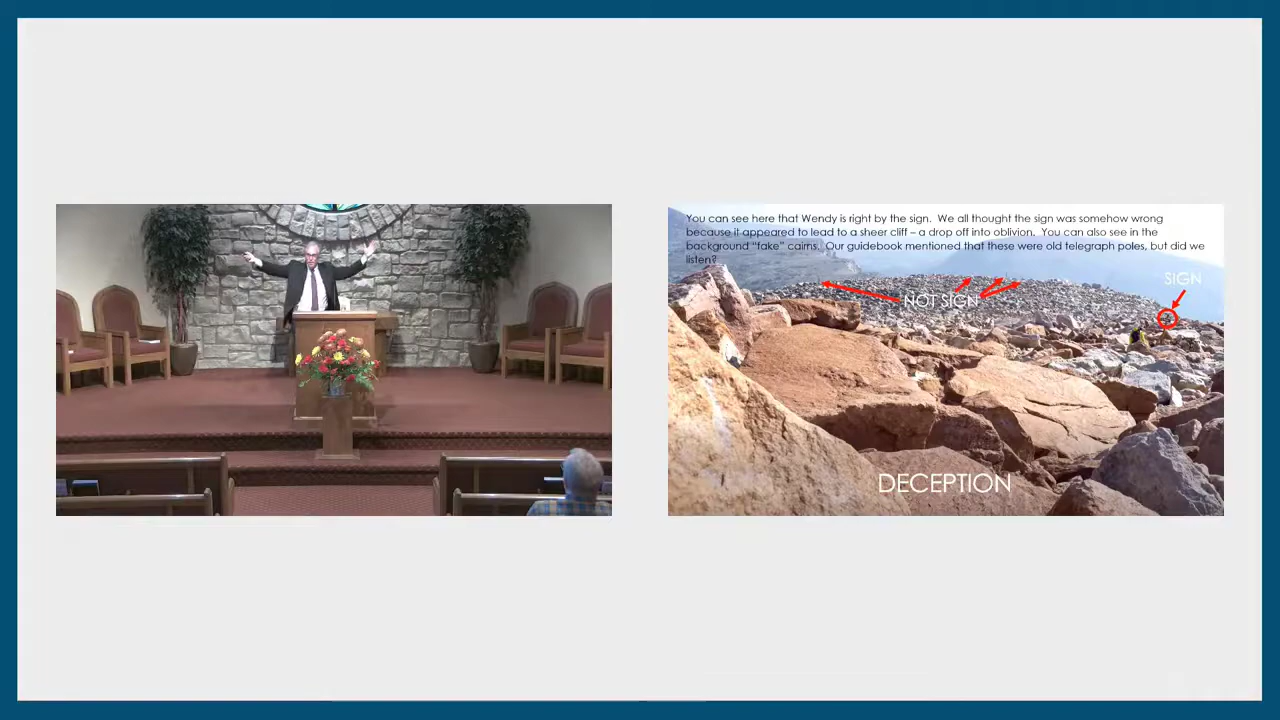 You can see here that Wendy is right by the sign.  We all thought the sign was somehow wrong
because it appeared to lead to a sheer cliff – a drop off into oblivion.  You can also see in the
background “fake” cairns.  Our guidebook mentioned that these were old telegraph poles, but did we
listen?
SIGN
NOT SIGN
DECEPTION